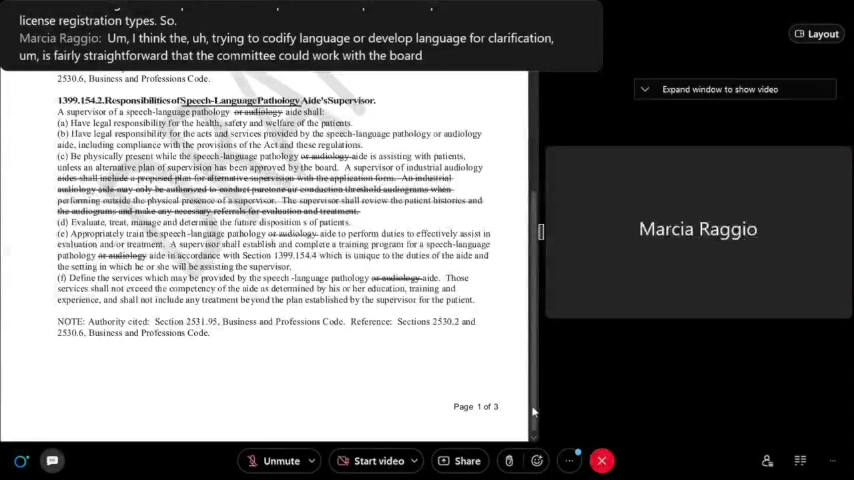 license registration types. So.
Marcia Raggio: Um, I think the, uh, trying to codify language or develop language for clarification,
um, is fairly straightforward that the committee could work with the board
Layout
Expand window to show video
2530.6, Business and Professions Code.
1399.154.2. Responsibilities of Speech-Language Pathology Aide's Supervisor.
A supervisor of a speech-language pathology or audiology aide shall:
(a) Have legal responsibility for the health, safety and welfare of the patients.
(b) Have legal responsibility for the acts and services provided by the speech-language pathology or audiology
aide, including compliance with the provisions of the Act and these regulations.
(c) Be physically present while the speech-language pathology or audiology aide is assisting with patients,
unless an alternative plan of supervision has been approved by the board. A supervisor of industrial audiology
aides shall include a proposed plan for alternative supervision with the application form. An industrial
audiology aide may only be authorized to conduct puretone air conduction threshold audiograms when
performing outside the physical presence of a supervisor. The supervisor shall review the patient histories and
the audiograms and make any necessary referrals for evaluation and treatment.
(d) Evaluate, treat, manage and determine the future disposition s of patients.
(e) Appropriately train the speech-language pathology or audiology aide to perform duties to effectively assist in
evaluation and/or treatment. A supervisor shall establish and complete a training program for a speech-language
pathology or audiology aide in accordance with Section 1399.154.4 which is unique to the duties of the aide and
the setting in which he or she will be assisting the supervisor.
(f) Define the services which may be provided by the speech -language pathology or audiology aide. Those
services shall not exceed the competency of the aide as determined by his or her education, training and
experience, and shall not include any treatment beyond the plan established by the supervisor for the patient.
NOTE: Authority cited: Section 2531.95, Business and Professions Code. Reference: Sections 2530.2 and
2530.6, Business and Professions Code.
Page 1 of 3
Marcia Raggio
Unmute
Start video
Share